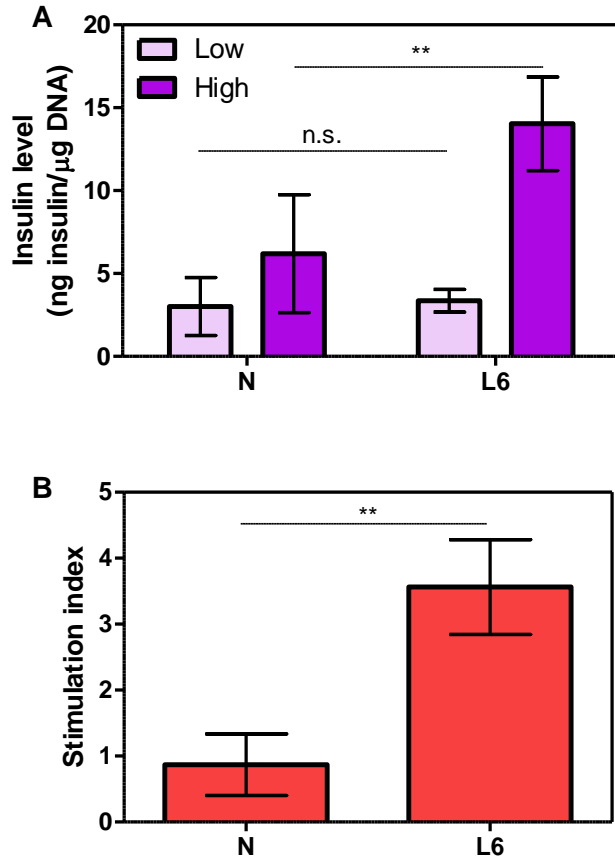 A
Insulin level
(ng insulin/µg DNA)
20
15
10
5
0
Low
High
**
n.s.
N
L6
B
Stimulation index
5
4
3
2
1
0
**
N
L6